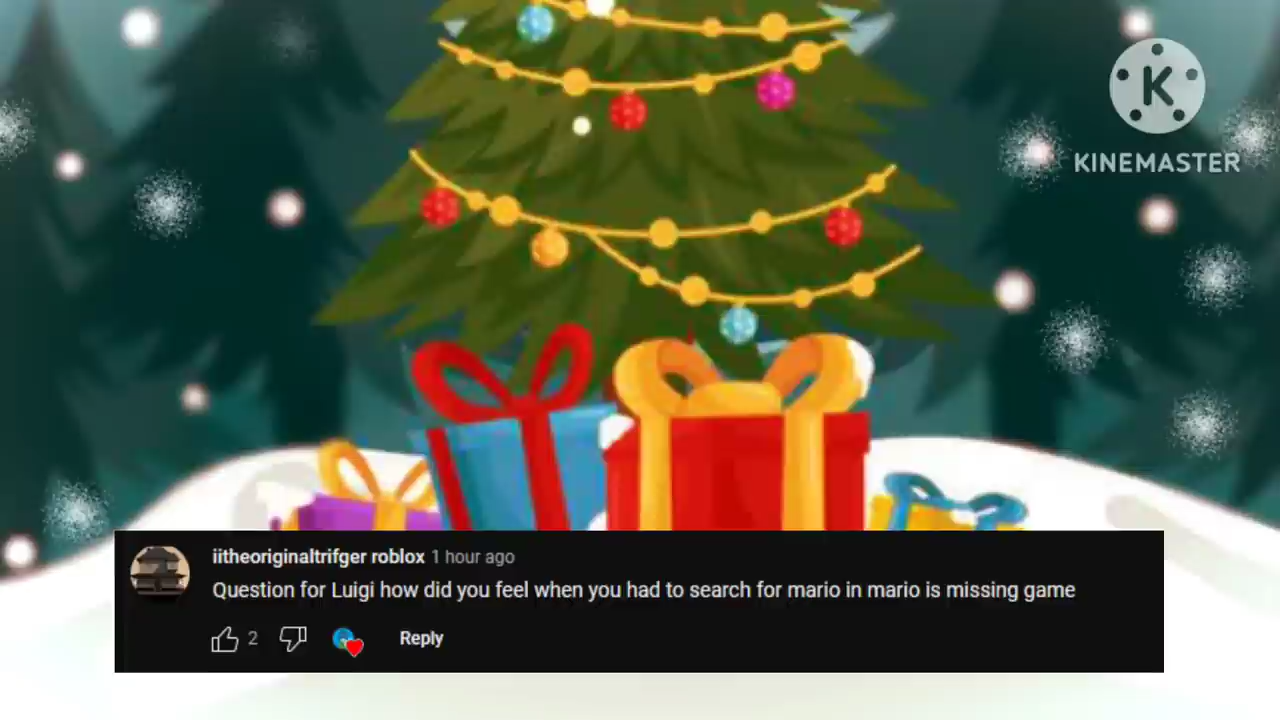 K
KINEMASTER
iitheoriginaltrifger roblox 1 hour ago
Question for Luigi how did you feel when you had to search for mario in mario is missing game
2 Reply